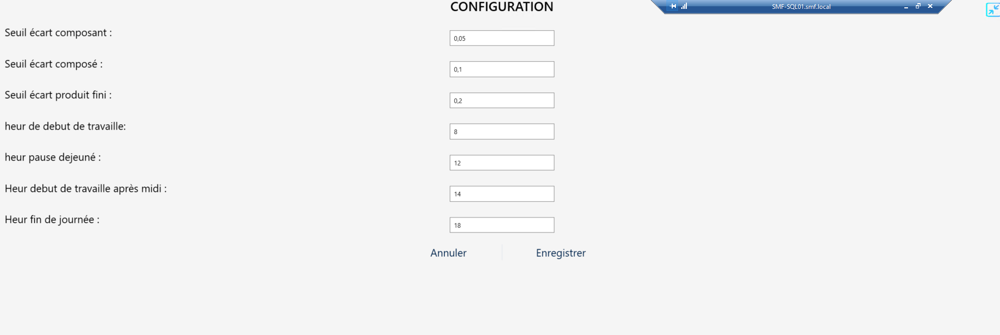 CONFIGURATION
SMF-SQL01.smf.local
Seuil écart composant :
0,05
Seuil écart composé :
0,1
Seuil écart produit fini :
0,2
heur de debut de travaille:
8
heur pause dejeuné :
12
Heur debut de travaille après midi :
14
Heur fin de journée :
18
Annuler
Enregistrer